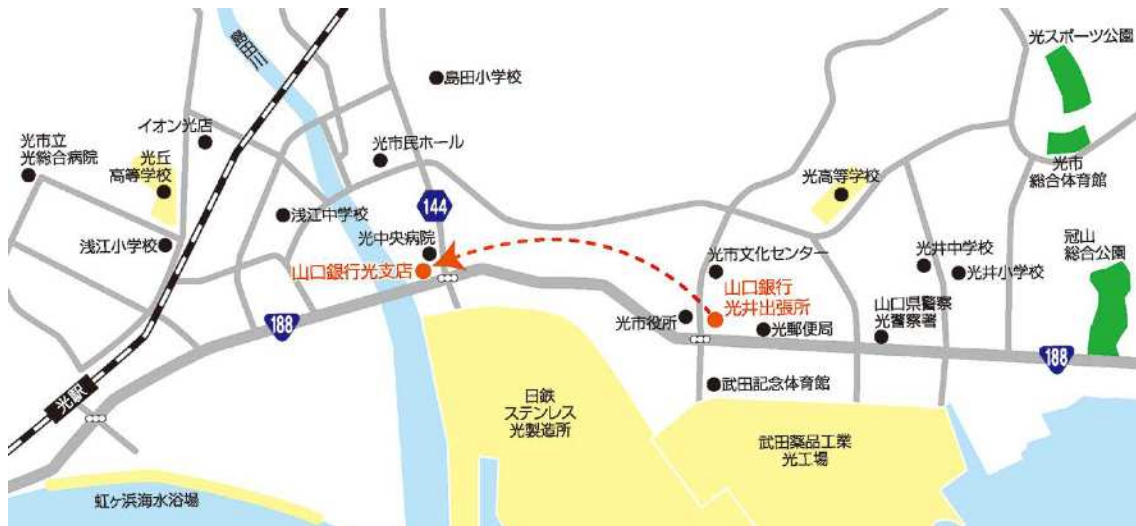 島田川
島田小学校
光スポーツ公園
イオン光店
光市民ホール
光市立
光総合病院
光丘
高等学校
光高等学校
光市
総合体育館
144
浅江中学校
浅江小学校
光中央病院
山口銀行光支店
光市文化センター
光井中学校
光井小学校
冠山
総合公園
山口銀行
光井出張所
光市役所
光郵便局
山口県警察
光警察署
188
188
光駅
武田記念体育館
日鉄
ステンレス
光製造所
武田薬品工業
光工場
虹ヶ浜海水浴場